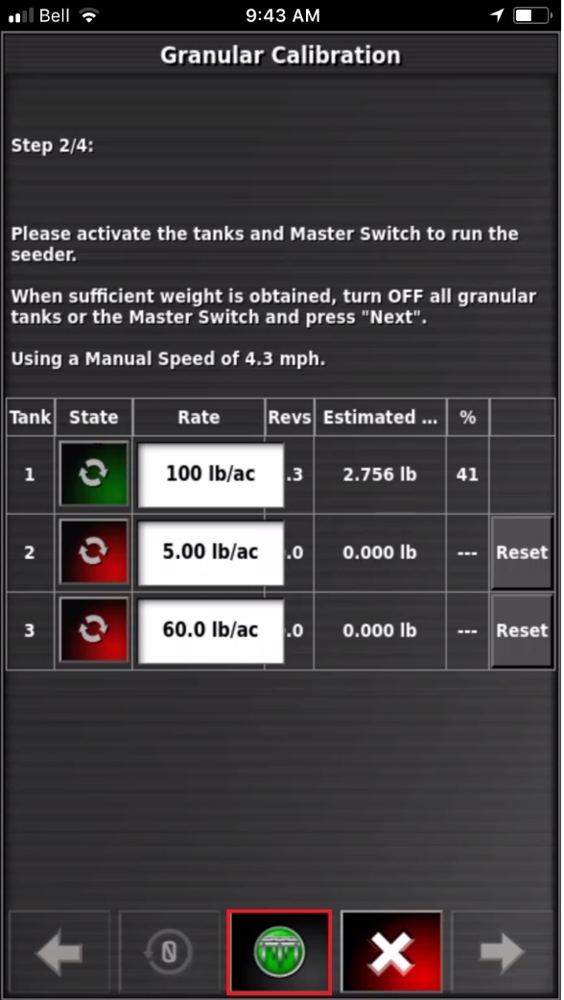 Bell 9:43 AM
Granular Calibration
Step 2/4:
Please activate the tanks and Master Switch to run the
seeder.
When sufficient weight is obtained, turn OFF all granular
tanks or the Master Switch and press "Next".
Using a Manual Speed of 4.3 mph.
Tank State Rate Revs Estimated ... %
1 100 lb/ac .3 2.756 lb 41
2 5.00 lb/ac .0 0.000 lb --- Reset
3 60.0 lb/ac .0 0.000 lb --- Reset
0